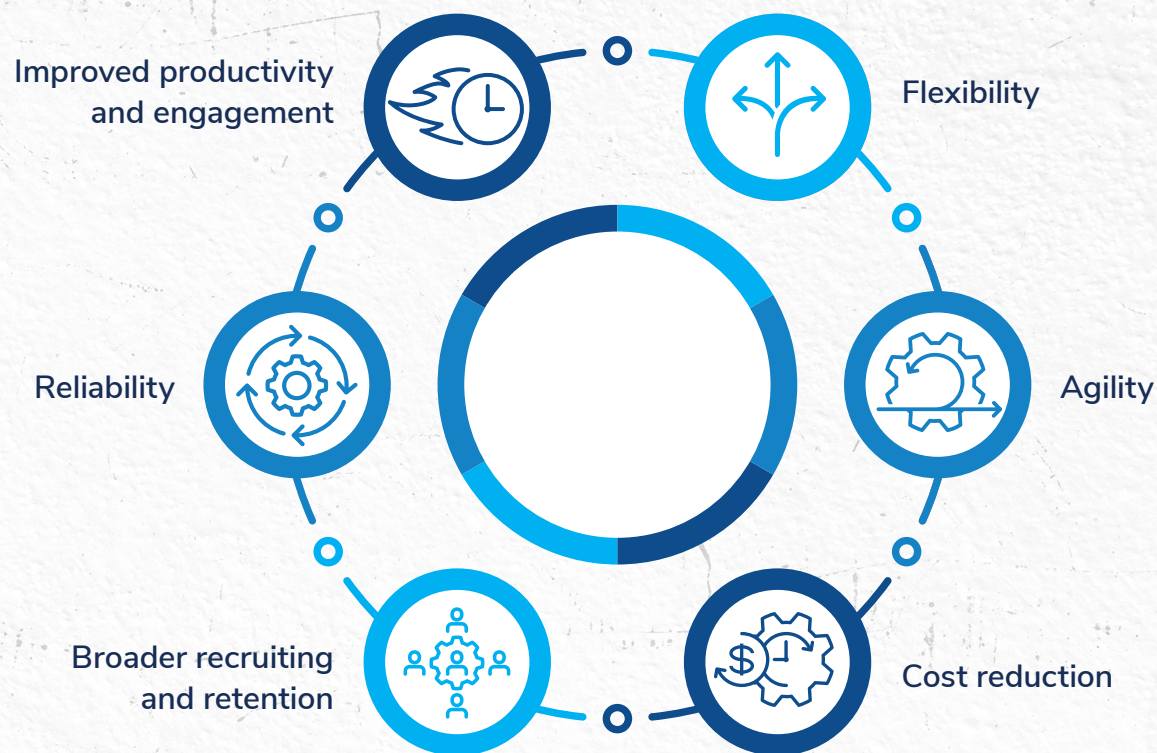 Improved productivity
and engagement
Flexibility
Reliability
Agility
Broader recruiting
and retention
Cost reduction
$